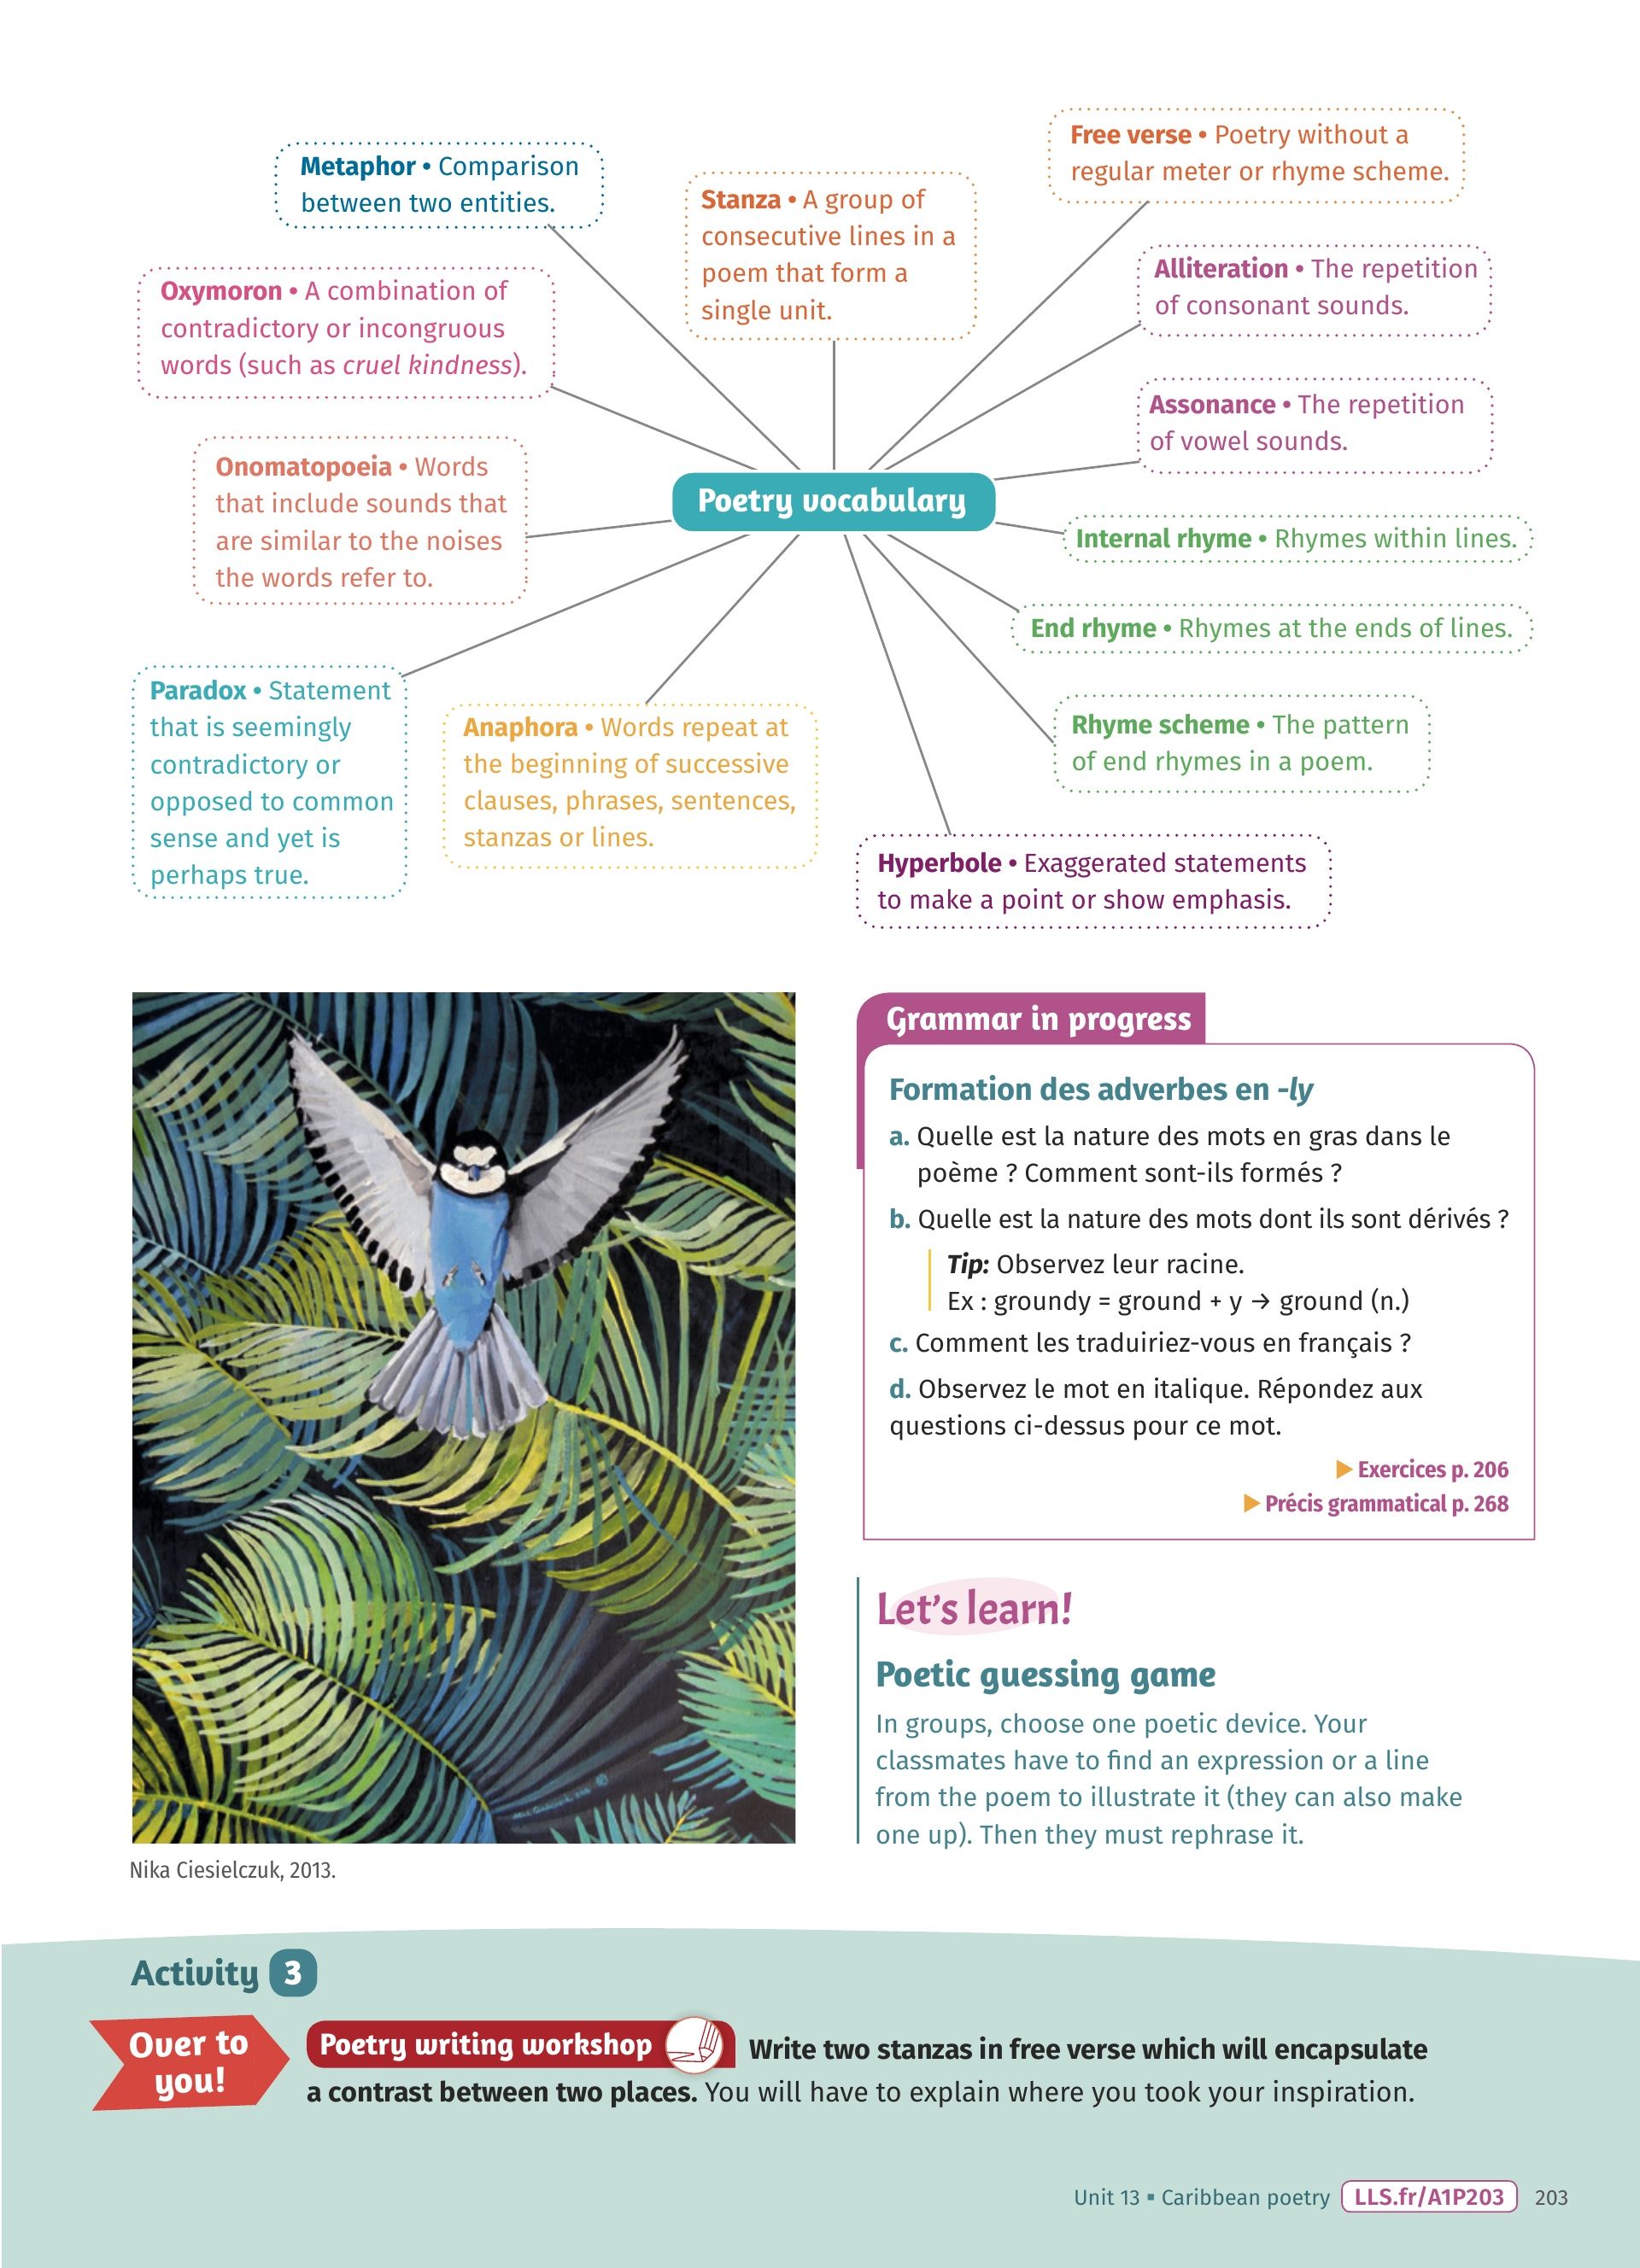 Metaphor • Comparison
between two entities.
Stanza • A group of
consecutive lines in a
poem that form a
single unit.
Free verse • Poetry without a
regular meter or rhyme scheme.
Oxymoron • A combination of
contradictory or incongruous
words (such as cruel kindness).
Alliteration • The repetition
of consonant sounds.
Assonance • The repetition
of vowel sounds.
Onomatopoeia • Words
that include sounds that
are similar to the noises
the words refer to.
Poetry vocabulary
Internal rhyme • Rhymes within lines.
End rhyme • Rhymes at the ends of lines.
Paradox • Statement
that is seemingly
contradictory or
opposed to common
sense and yet is
perhaps true.
Anaphora • Words repeat at
the beginning of successive
clauses, phrases, sentences,
stanzas or lines.
Rhyme scheme • The pattern
of end rhymes in a poem.
Hyperbole • Exaggerated statements
to make a point or show emphasis.
Nika Ciesielczuk, 2013.
Grammar in progress
Formation des adverbes en -ly
a. Quelle est la nature des mots en gras dans le
poème ? Comment sont-ils formés ?
b. Quelle est la nature des mots dont ils sont dérivés ?
Tip: Observez leur racine.
Ex : groundy = ground + y → ground (n.)
c. Comment les traduiriez-vous en français ?
d. Observez le mot en italique. Répondez aux
questions ci-dessus pour ce mot.
▶ Exercices p. 206
▶ Précis grammatical p. 268
Let's learn!
Poetic guessing game
In groups, choose one poetic device. Your
classmates have to find an expression or a line
from the poem to illustrate it (they can also make
one up). Then they must rephrase it.
Activity 3
Over to
you!
Poetry writing workshop Write two stanzas in free verse which will encapsulate
a contrast between two places. You will have to explain where you took your inspiration.
Unit 13 ▪ Caribbean poetry LLS.fr/A1P203 203